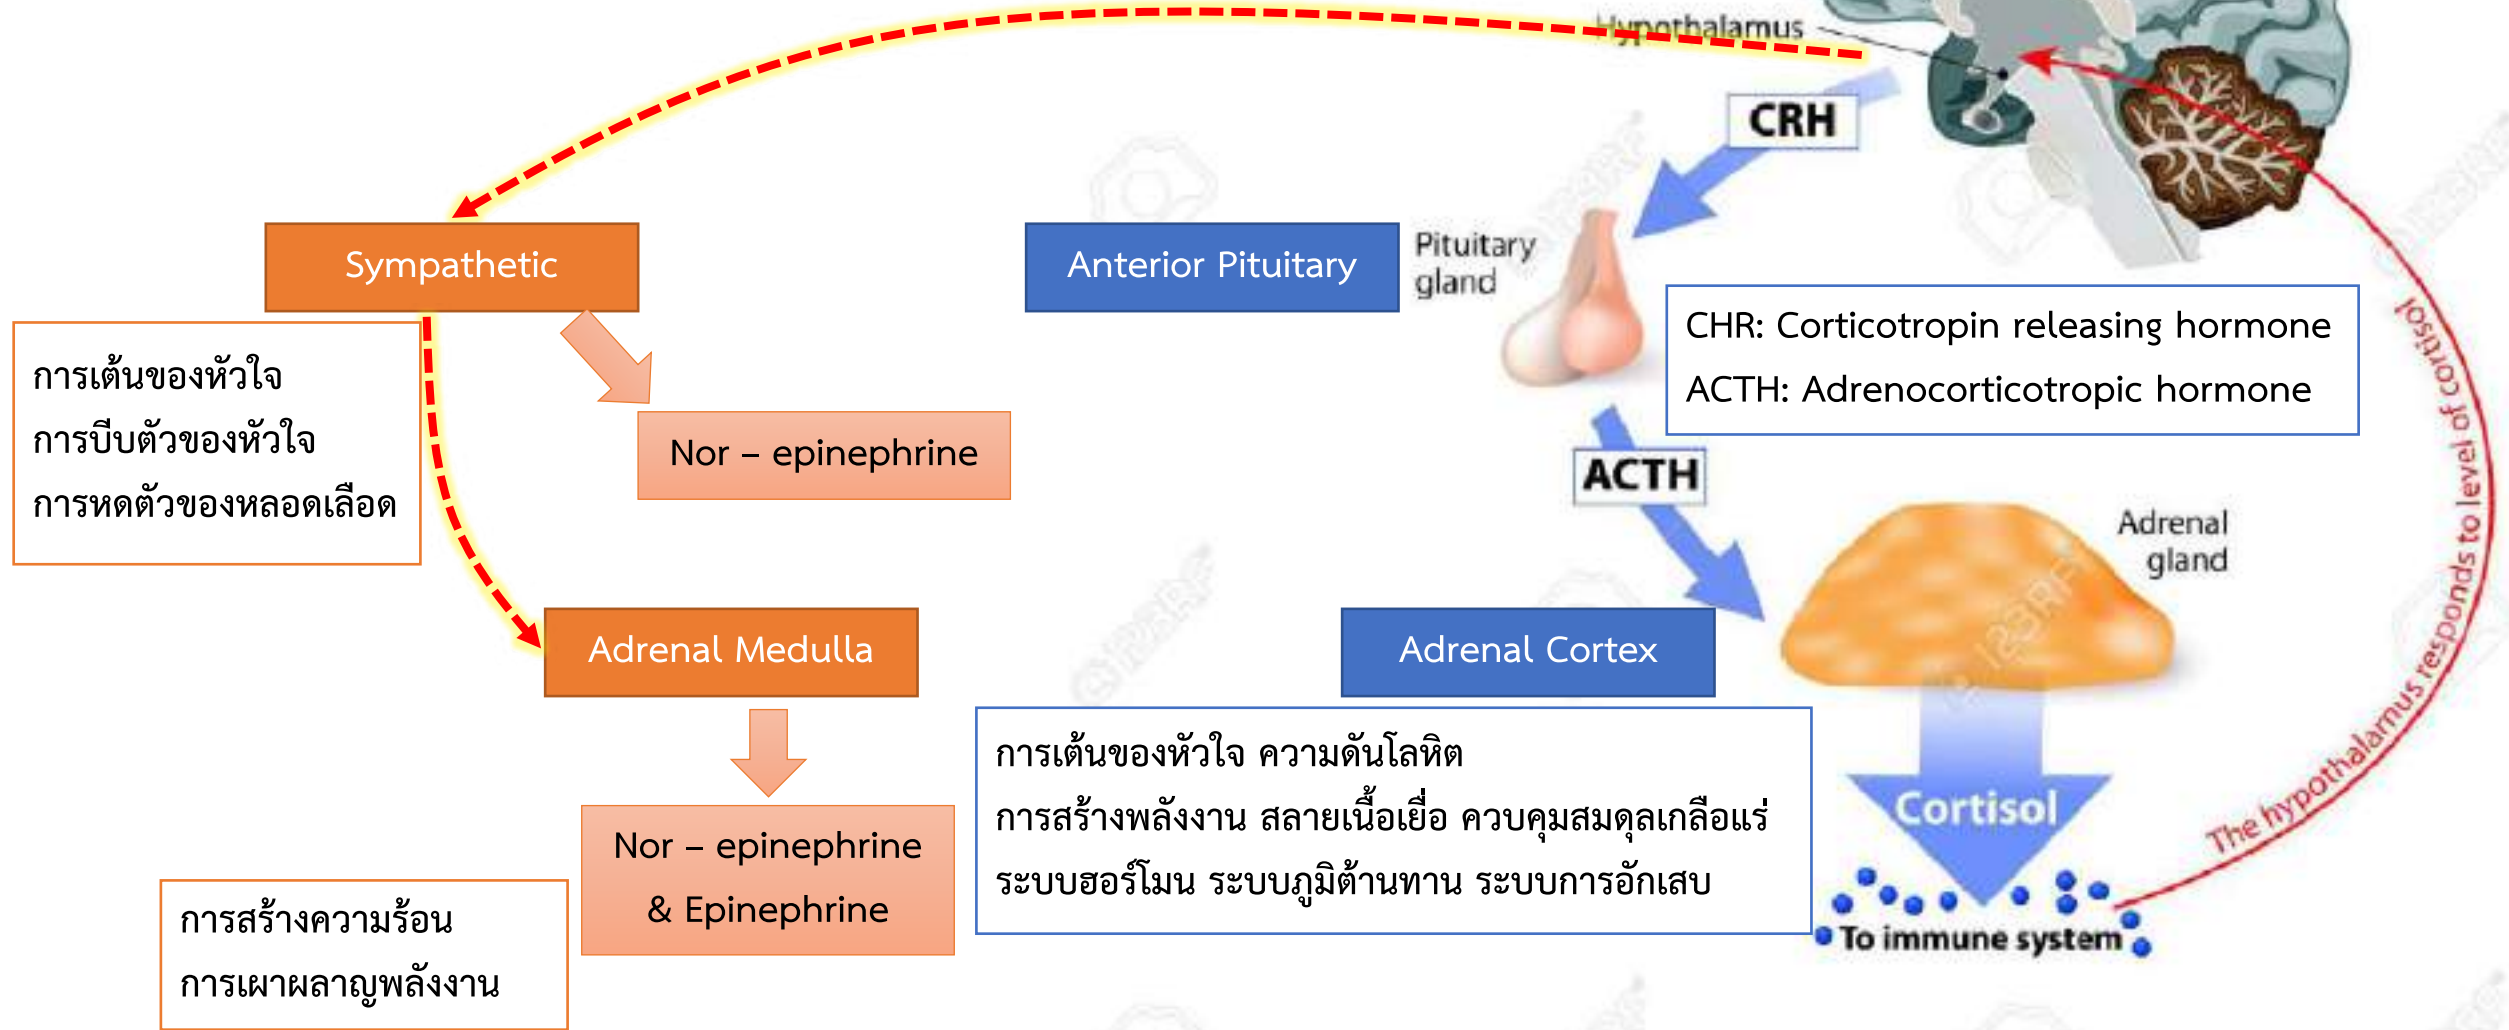 Hypothalamus
CRH
Sympathetic
Anterior Pituitary
Pituitary
gland
CHR: Corticotropin releasing hormone
ACTH: Adrenocorticotropic hormone
การเต้นของหัวใจ
การบีบตัวของหัวใจ
การหดตัวของหลอดเลือด
Nor – epinephrine
ACTH
Adrenal
gland
Adrenal Medulla
Adrenal Cortex
การเต้นของหัวใจ ความดันโลหิต
การสร้างพลังงาน สลายเนื้อเยื่อ ควบคุมสมดุลเกลือแร่
ระบบฮอร์โมน ระบบภูมิต้านทาน ระบบการอักเสบ
Cortisol
Nor – epinephrine
& Epinephrine
การสร้างความร้อน
การเผาผลาญพลังงาน
To immune system
The hypothalamus responds to level of cortisol
123RF